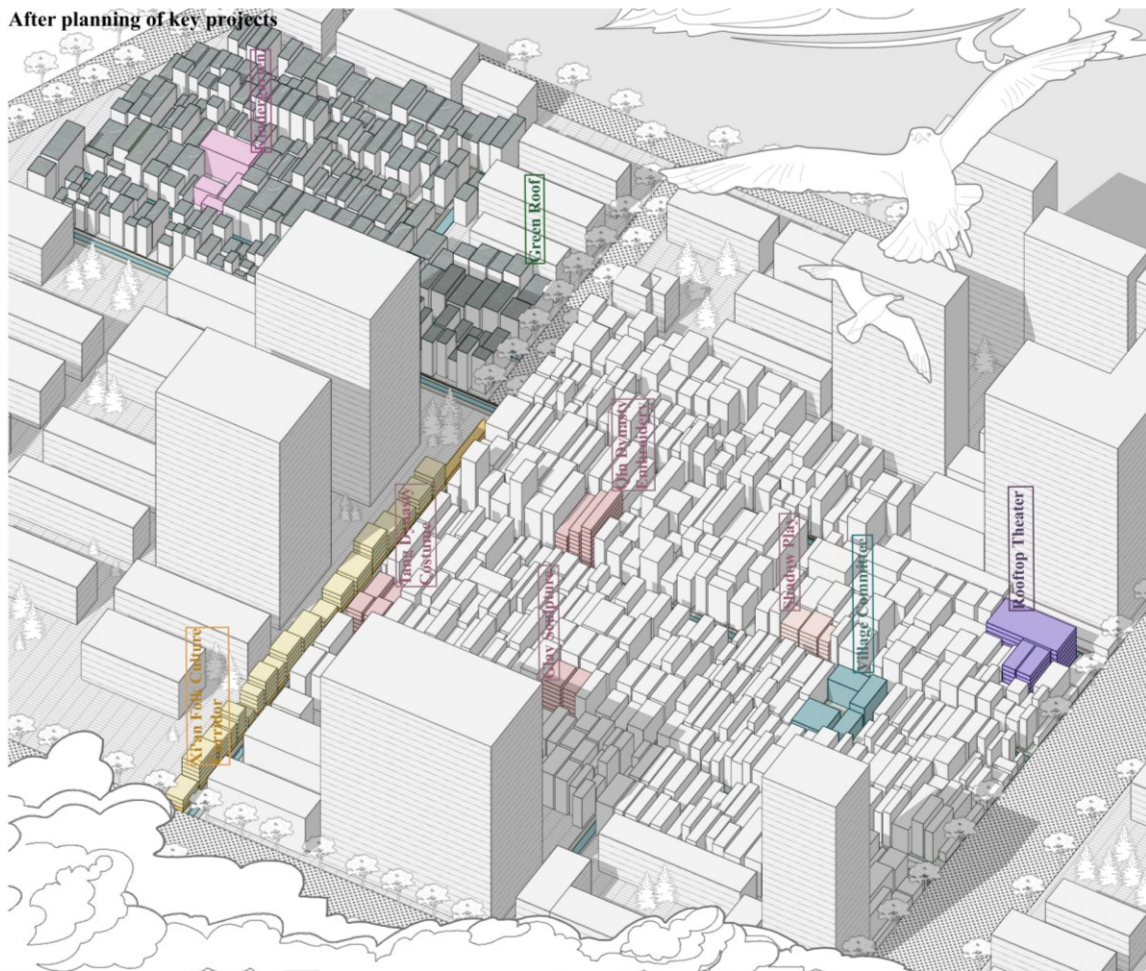 After planning of key projects
Kindergarten
Green Roof
Qin Dynasty
Embroidery
Tang Dynasty
Costume
Shadow Play
Village Committee
Rooftop Theater
Clay Sculpture
Xi'an Folk Culture
Corridor